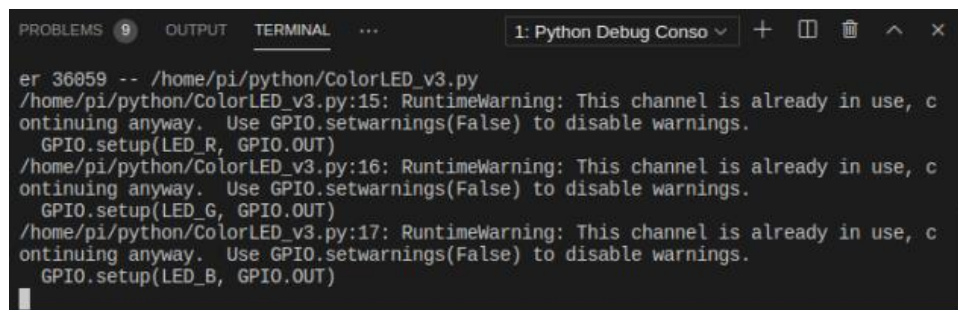 PROBLEMS 9 OUTPUT TERMINAL ... 1: Python Debug Conso
er 36059 -- /home/pi/python/ColorLED_v3.py
/home/pi/python/ColorLED_v3.py:15: RuntimeWarning: This channel is already in use, c
ontinuing anyway.  Use GPIO.setwarnings(False) to disable warnings.
  GPIO.setup(LED_R, GPIO.OUT)
/home/pi/python/ColorLED_v3.py:16: RuntimeWarning: This channel is already in use, c
ontinuing anyway.  Use GPIO.setwarnings(False) to disable warnings.
  GPIO.setup(LED_G, GPIO.OUT)
/home/pi/python/ColorLED_v3.py:17: RuntimeWarning: This channel is already in use, c
ontinuing anyway.  Use GPIO.setwarnings(False) to disable warnings.
  GPIO.setup(LED_B, GPIO.OUT)